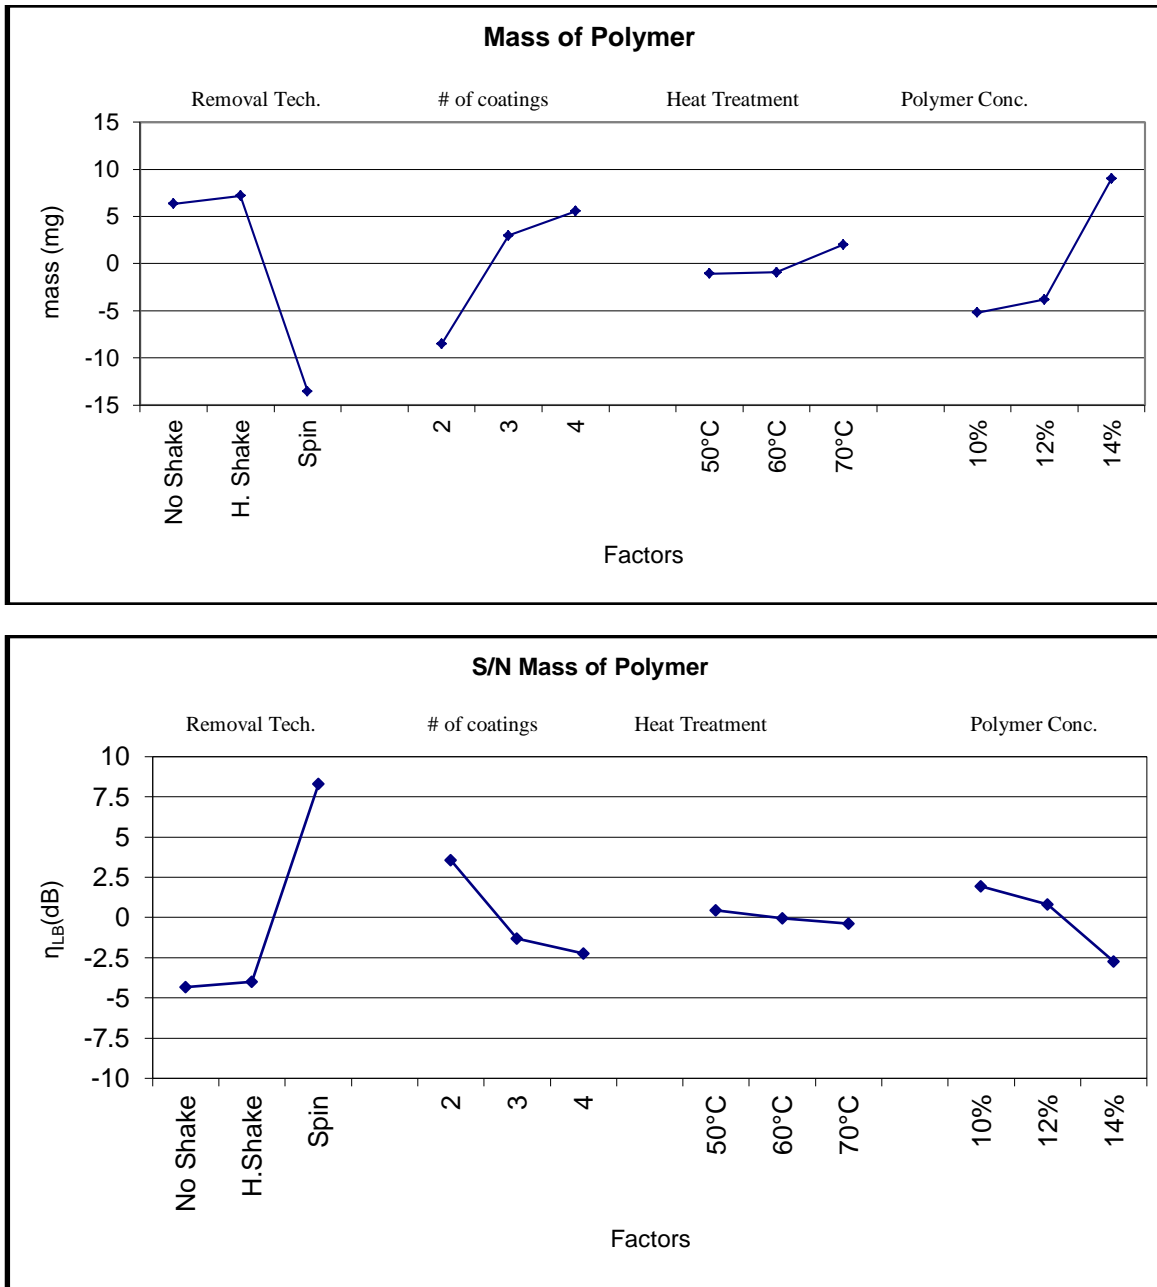 Mass of Polymer
Removal Tech. # of coatings Heat Treatment Polymer Conc.
15
10
5
0
-5
-10
-15
mass (mg)
No Shake H. Shake Spin 2 3 4 50°C 60°C 70°C 10% 12% 14%
Factors
S/N Mass of Polymer
Removal Tech. # of coatings Heat Treatment Polymer Conc.
10
7.5
5
2.5
0
-2.5
-5
-7.5
-10
ηLB(dB)
No Shake H.Shake Spin 2 3 4 50°C 60°C 70°C 10% 12% 14%
Factors